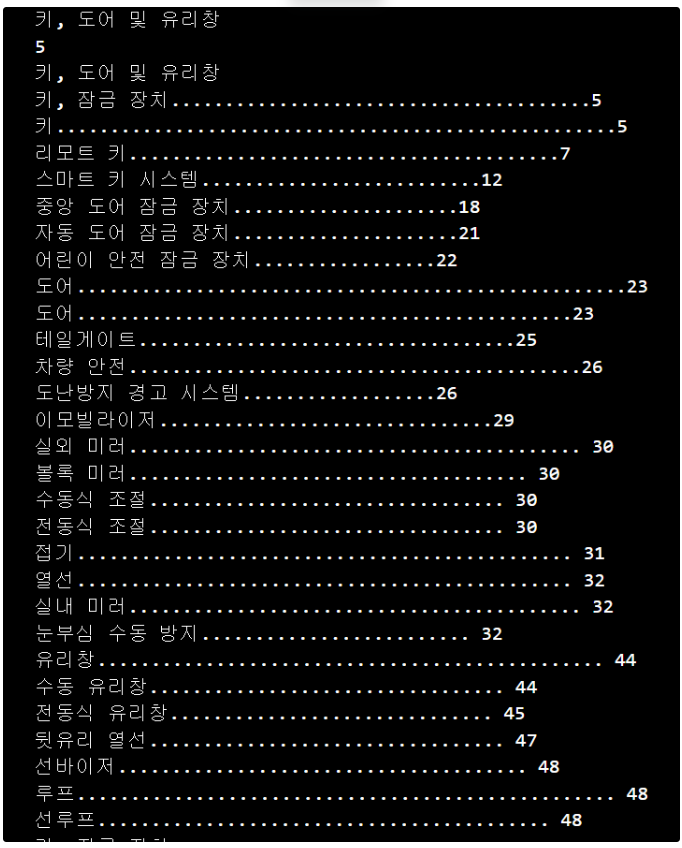 키, 도어 및 유리창
5
키, 도어 및 유리창
키, 잠금 장치.......................................5
키....................................................5
리모트 키........................................7
스마트 키 시스템..........................12
중앙 도어 잠금 장치.....................18
자동 도어 잠금 장치.....................21
어린이 안전 잠금 장치.................22
도어...................................................23
도어..............................................23
테일게이트...................................25
차량 안전..........................................26
도난방지 경고 시스템..................26
이모빌라이저...............................29
실외 미러.......................................... 30
볼록 미러..................................... 30
수동식 조절................................. 30
전동식 조절................................. 30
접기.............................................. 31
열선.............................................. 32
실내 미러.......................................... 32
눈부심 수동 방지......................... 32
유리창............................................... 44
수동 유리창................................. 44
전동식 유리창.............................. 45
뒷유리 열선................................. 47
선바이저...................................... 48
루프.................................................. 48
선루프.......................................... 48